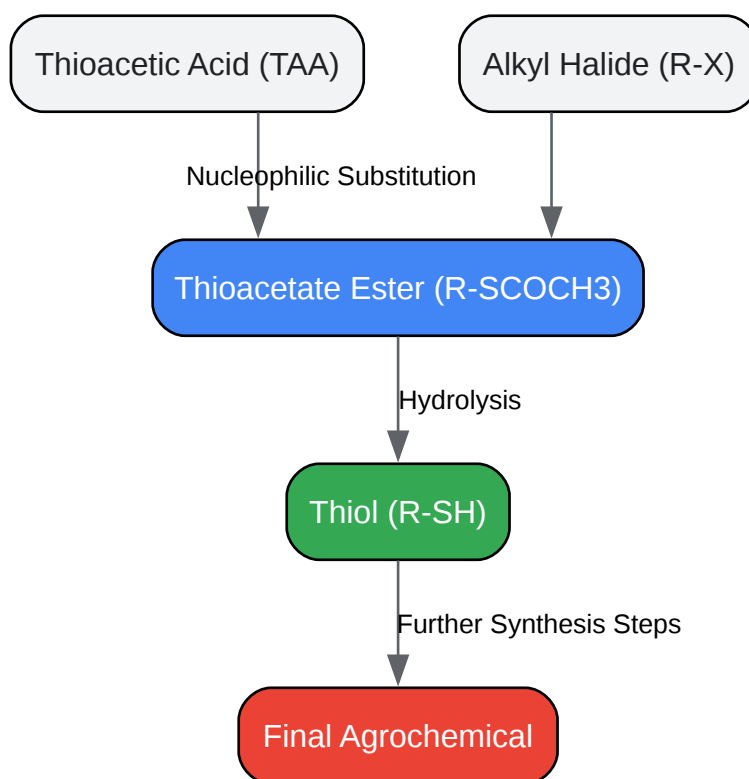 Thioacetic Acid (TAA)
Alkyl Halide (R-X)
Nucleophilic Substitution
Thioacetate Ester (R-SCOCH3)
Hydrolysis
Thiol (R-SH)
Further Synthesis Steps
Final Agrochemical